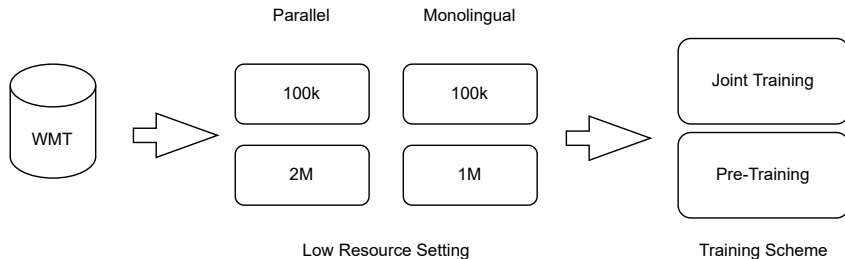 Parallel Monolingual
WMT
100k 100k
Joint Training
2M 1M
Pre-Training
Low Resource Setting
Training Scheme